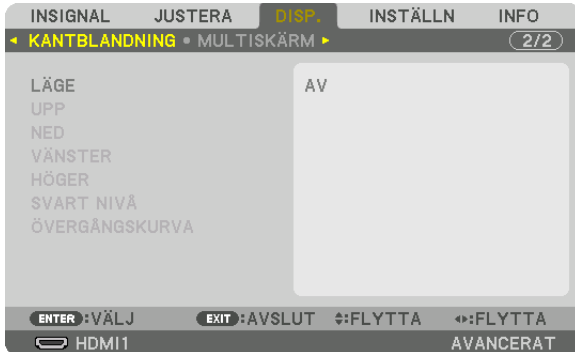 INSIGNAL JUSTERA DISP. INSTÄLLN INFO
KANTBLANDNING • MULTISKÄRM 2/2
LÄGE AV
UPP
NED
VÄNSTER
HÖGER
SVART NIVÅ
ÖVERGÅNGSKURVA
ENTER :VÄLJ EXIT :AVSLUT :FLYTTA :FLYTTA
HDMI1 AVANCERAT